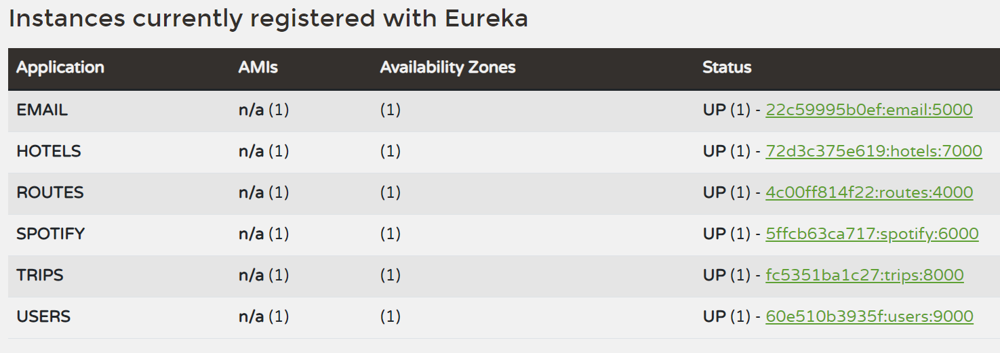 Instances currently registered with Eureka
Application AMIs Availability Zones Status
EMAIL n/a (1) (1) UP (1) - 22c59995b0ef:email:5000
HOTELS n/a (1) (1) UP (1) - 72d3c375e619:hotels:7000
ROUTES n/a (1) (1) UP (1) - 4c00ff814f22:routes:4000
SPOTIFY n/a (1) (1) UP (1) - 5ffcb63ca717:spotify:6000
TRIPS n/a (1) (1) UP (1) - fc5351ba1c27:trips:8000
USERS n/a (1) (1) UP (1) - 60e510b3935f:users:9000